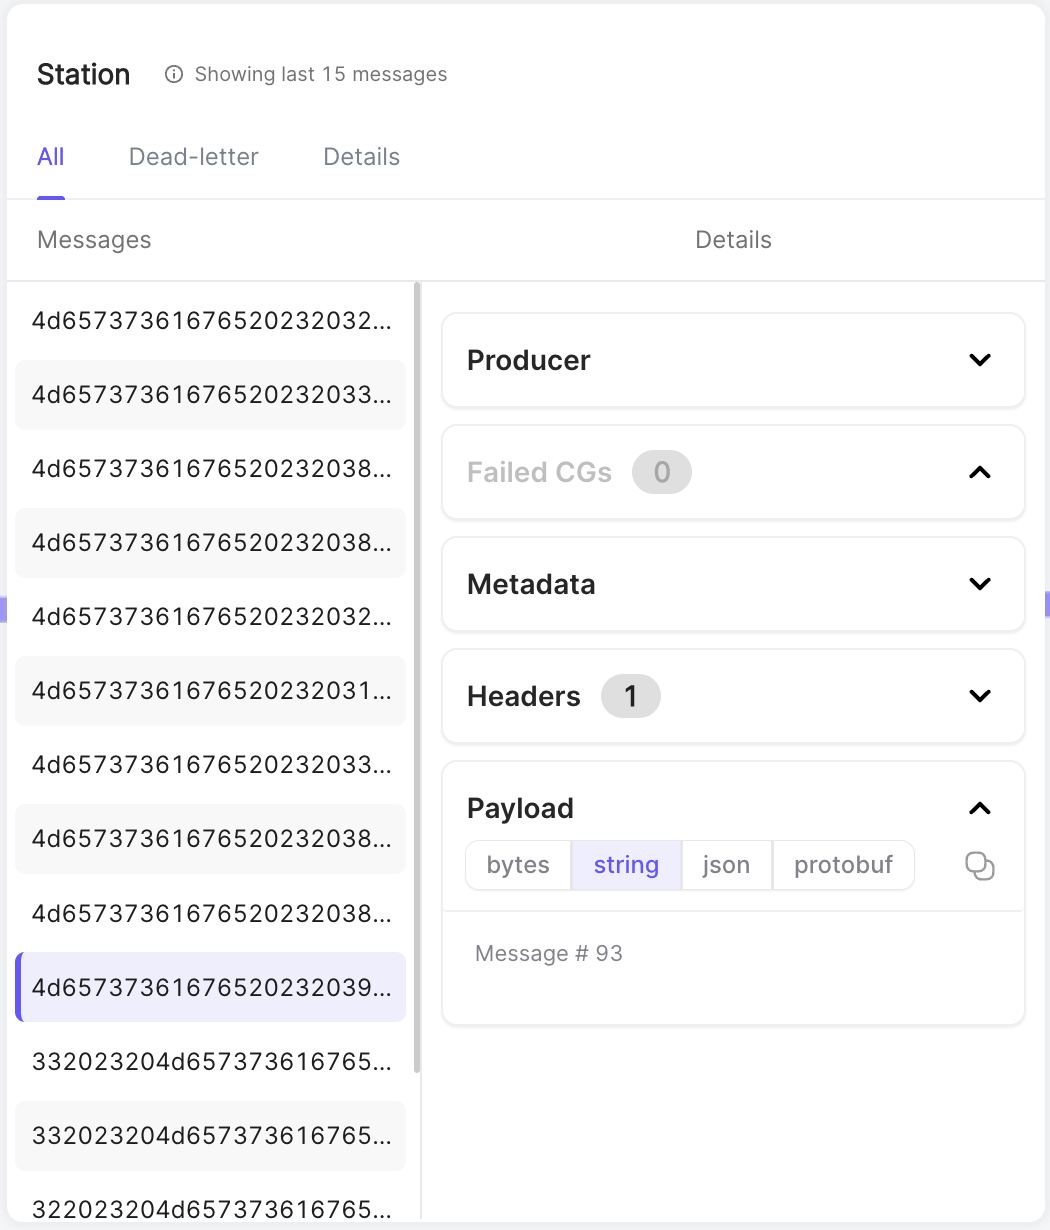 Station
Showing last 15 messages
All
Dead-letter
Details
Messages
Details
4d65737361676520232032...
4d65737361676520232033...
4d65737361676520232038...
4d65737361676520232038...
4d65737361676520232032...
4d65737361676520232031...
4d65737361676520232033...
4d65737361676520232038...
4d65737361676520232038...
4d65737361676520232039...
332023204d657373616765...
332023204d657373616765...
322023204d657373616765...
Producer
Failed CGs 0
Metadata
Headers 1
Payload
bytes
string
json
protobuf
Message # 93